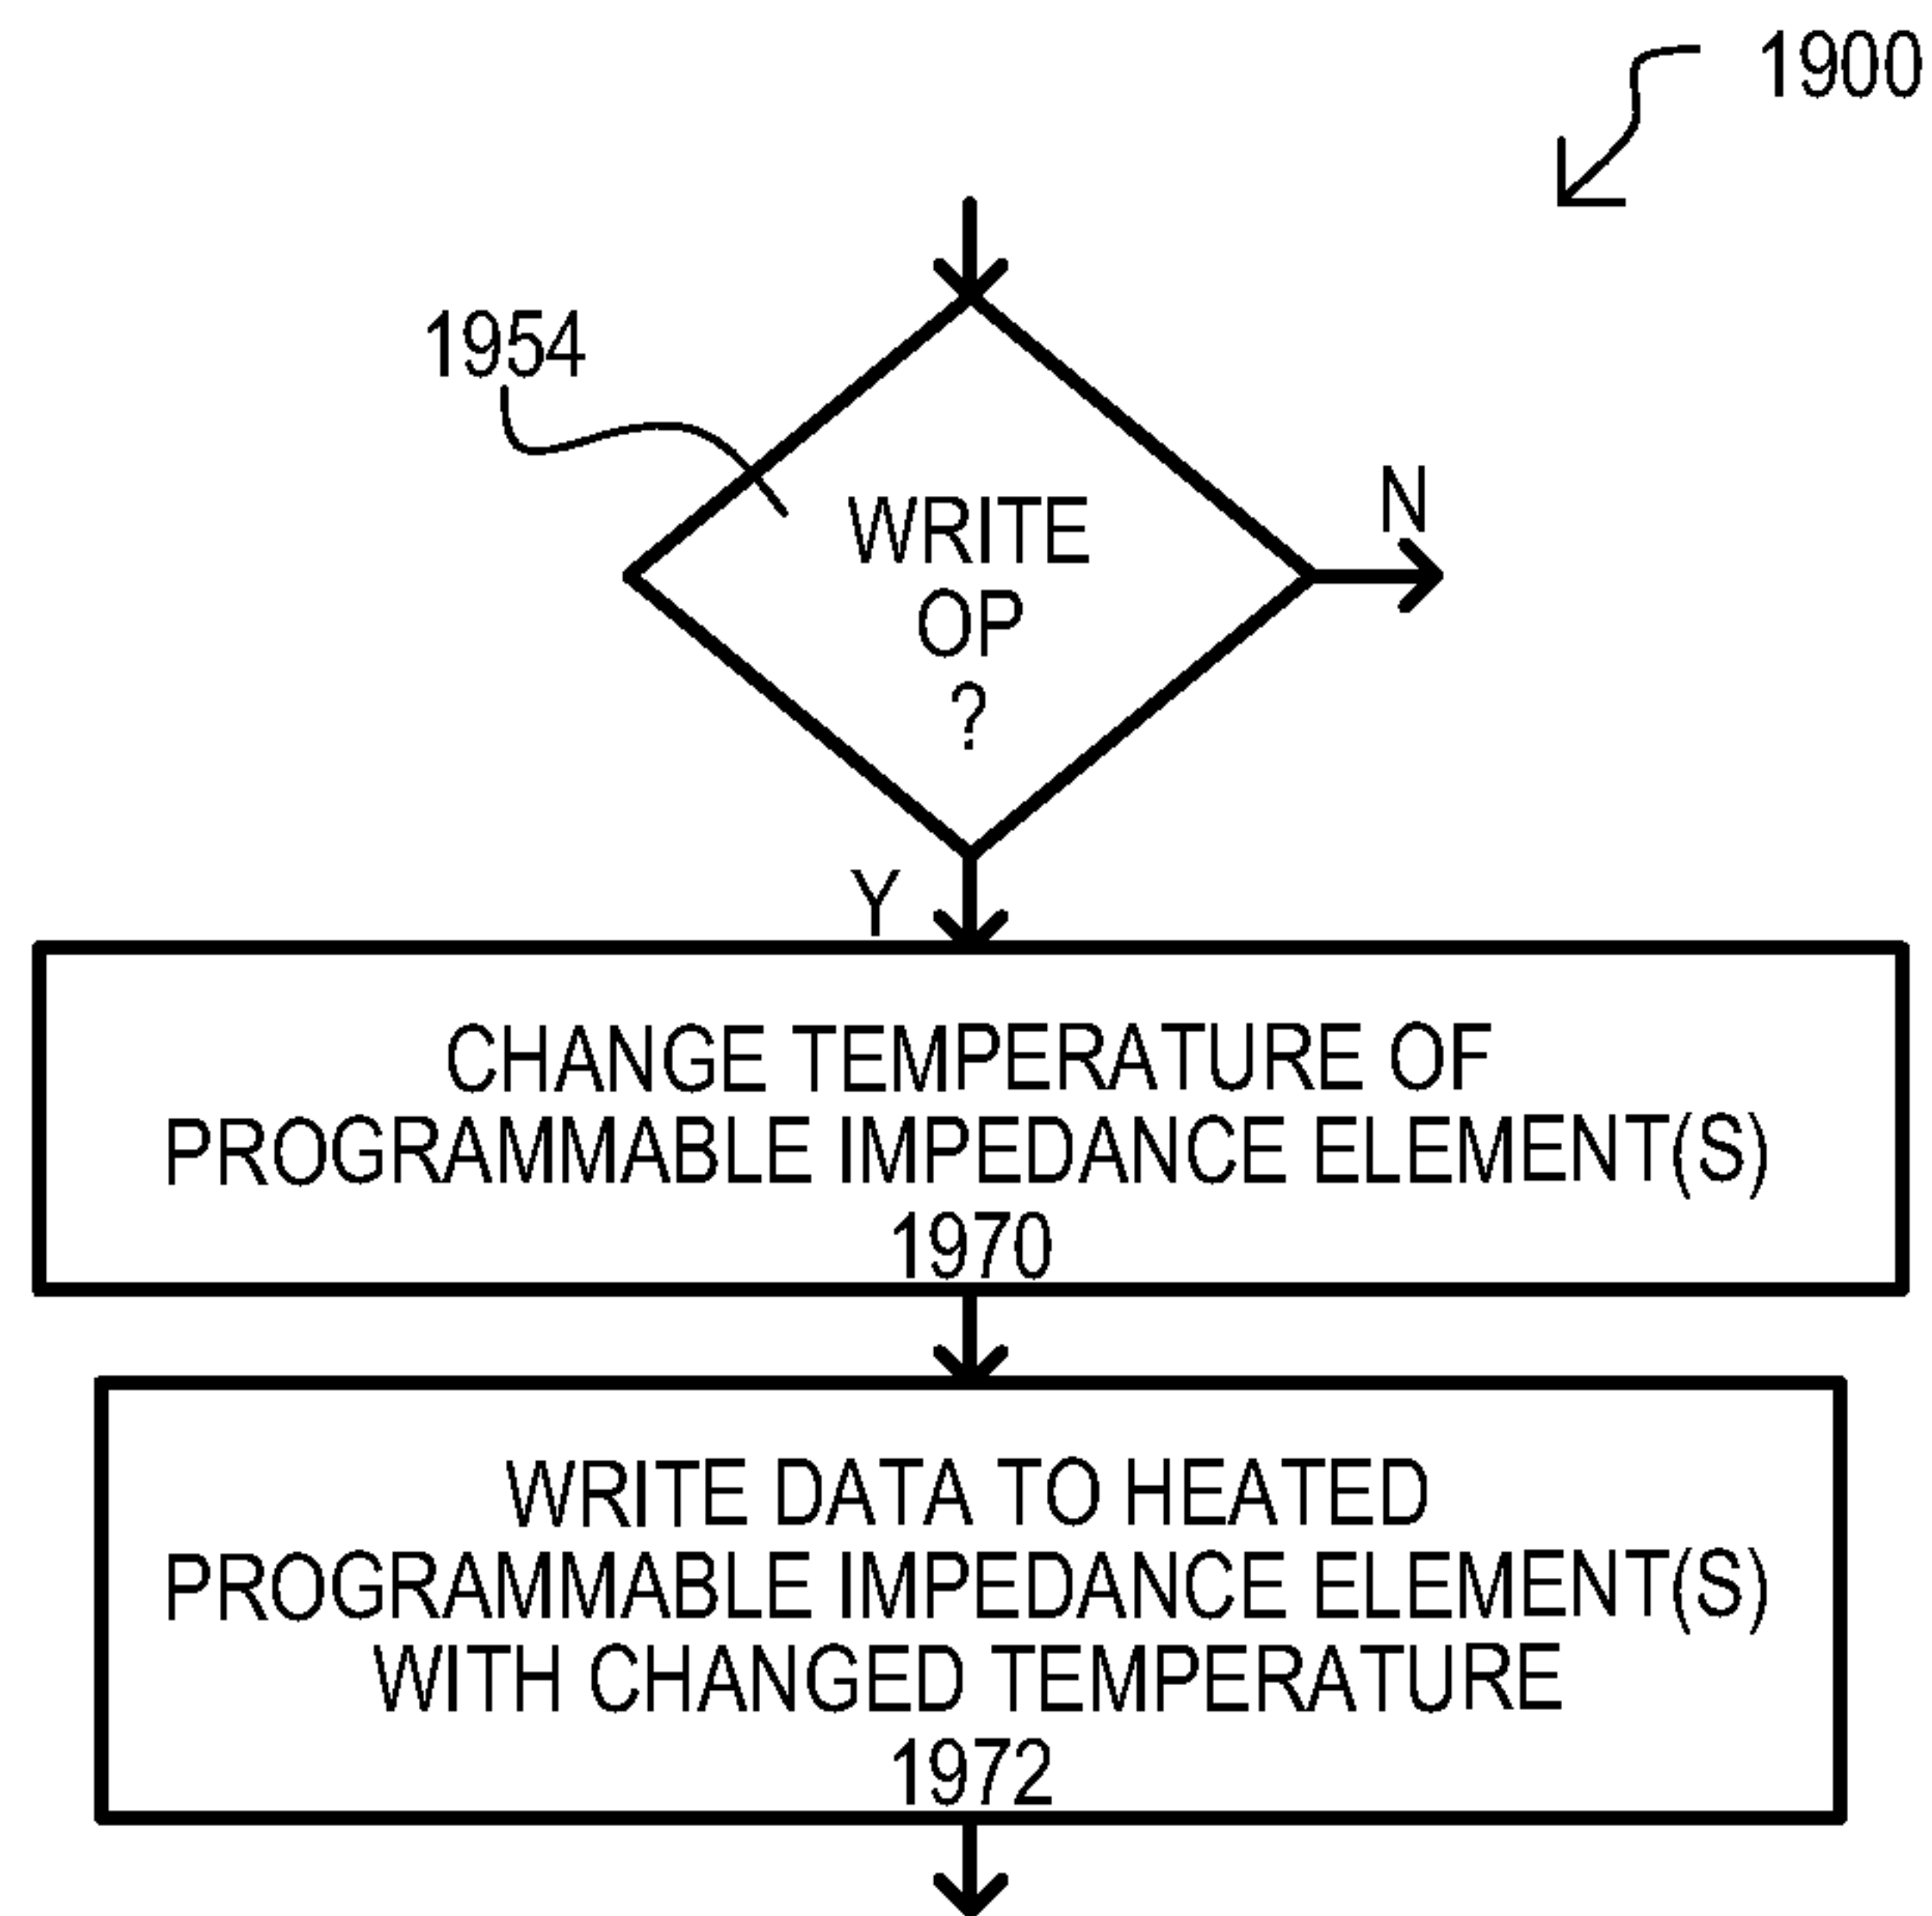 1900
1954
WRITE
OP
?
N
Y
CHANGE TEMPERATURE OF
PROGRAMMABLE IMPEDANCE ELEMENT(S)
1970
WRITE DATA TO HEATED
PROGRAMMABLE IMPEDANCE ELEMENT(S)
WITH CHANGED TEMPERATURE
1972